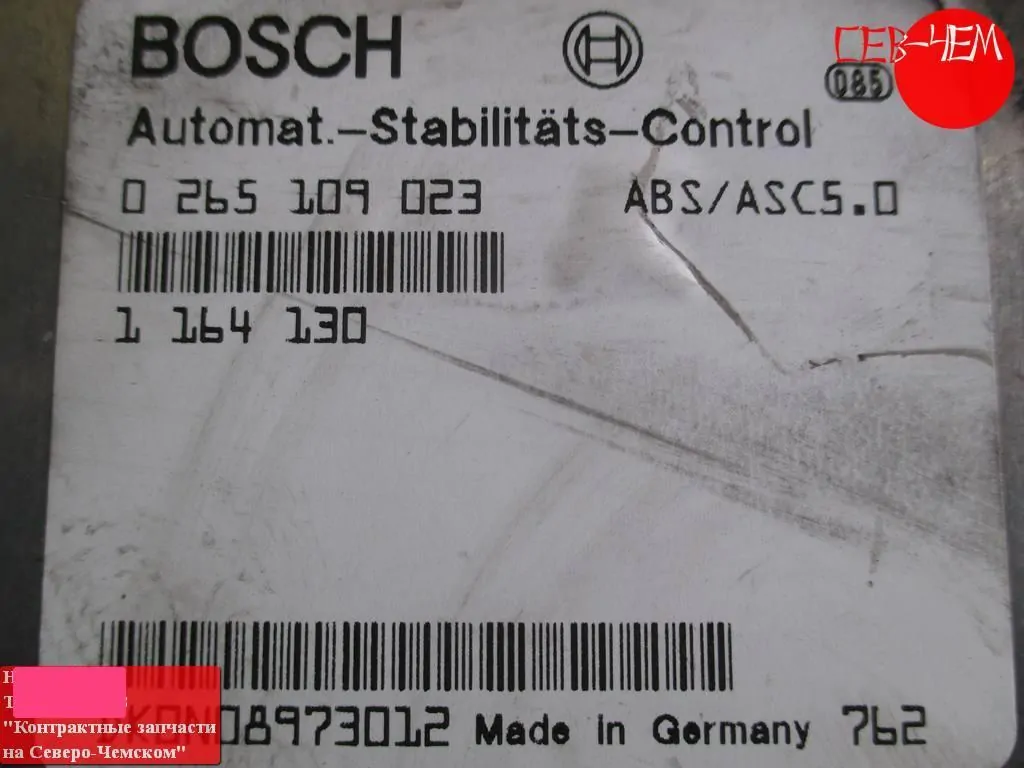 BOSCH
СЕВ-ЧЕМ
085
Automat.-Stabilitäts-Control
0 265 109 023 ABS/ASC5.0
1 164 130
"Контрактные запчасти
на Северо-Чемском"
Made in Germany 762